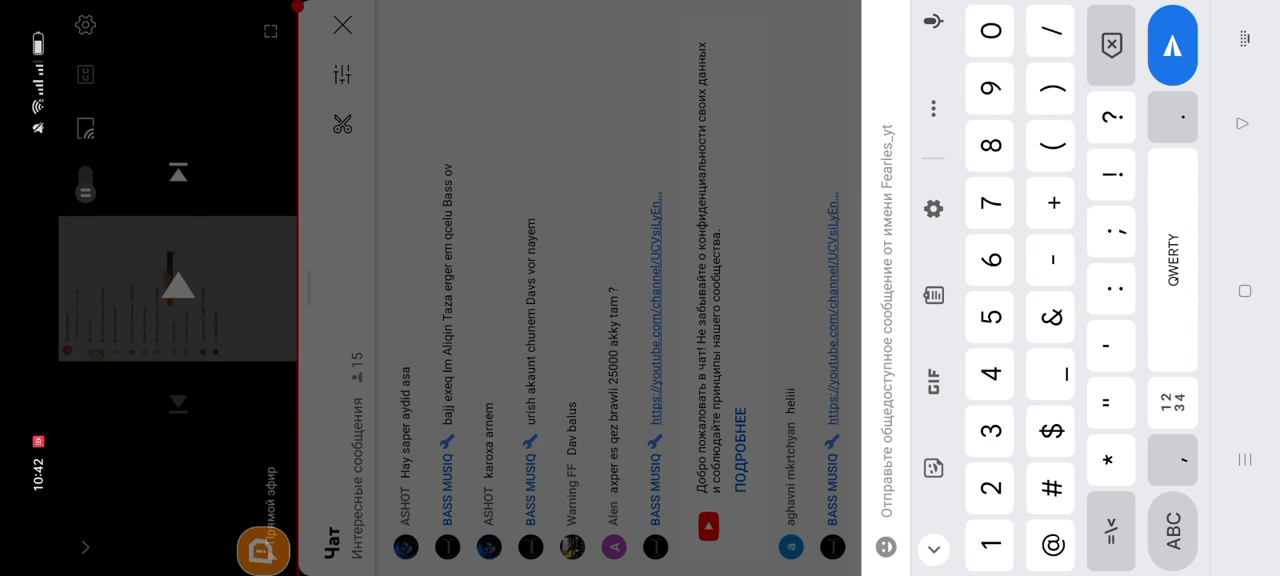 10:42
Прямой эфир
Чат
Интересные сообщения 15
ASHOT Hay saper aydid asa
BASS MUSIQ bajj exeq Im Aliqin Taza erger em qcelu Bass ov
ASHOT karoxa arnem
BASS MUSIQ urish akaunt chunem Davs vor nayem
Warning FF Dav balus
Alen axper es qez brawli 25000 akky tam ?
BASS MUSIQ https://youtube.com/channel/UCVsiLyEn...
Добро пожаловать в чат! Не забывайте о конфиденциальности своих данных
и соблюдайте принципы нашего сообщества.
ПОДРОБНЕЕ
aghavni mkrtchyan heliii
BASS MUSIQ https://youtube.com/channel/UCVsiLyEn...
Отправьте общедоступное сообщение от имени Fearles_yt
GIF
1 2 3 4 5 6 7 8 9 0
@ # $ _ & - + ( ) /
=\< * " ' : ; ! ?
ABC , 12 34 QWERTY .